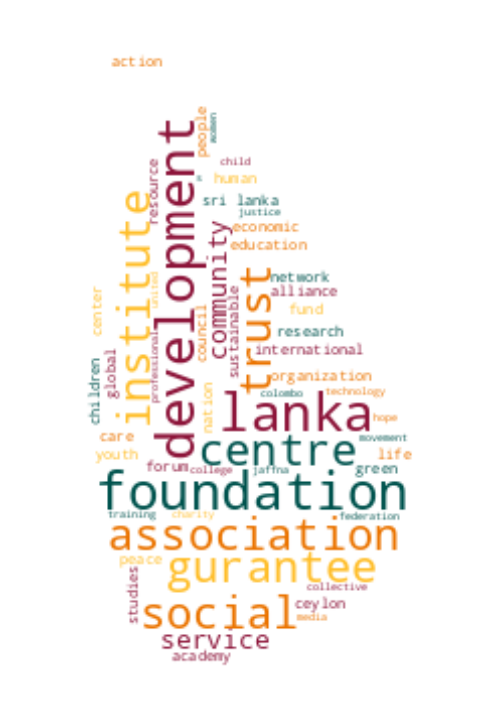 action
people
women
development
child
resource
s
human
institute
sri lanka
justice
community
economic
education
trust
network
united
center
sustainable
alliance
fund
council
research
professional
international
global
children
organization
nation
colombo
technology
lanka
hope
care
centre
movement
youth
life
forum
college
jaffna
green
foundation
training
charity
federation
association
peace
gurantee
studies
collective
social
ceylon
media
service
academy